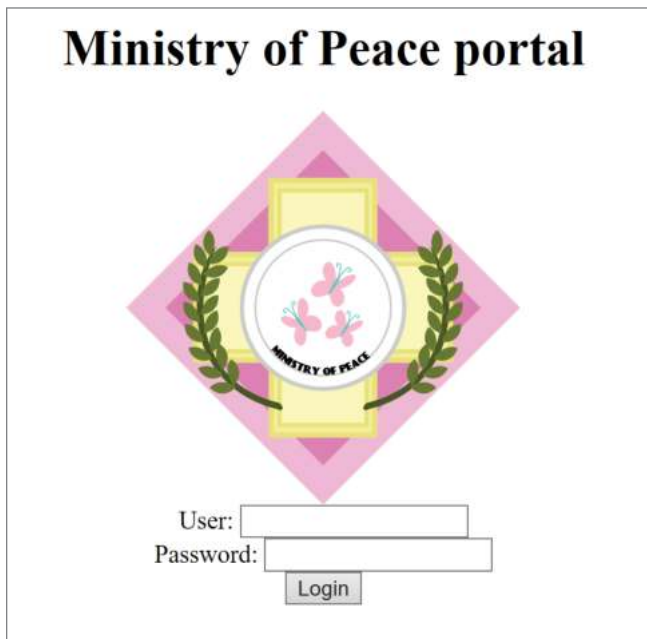 Ministry of Peace portal
MINISTRY OF PEACE
User:
Password:
Login